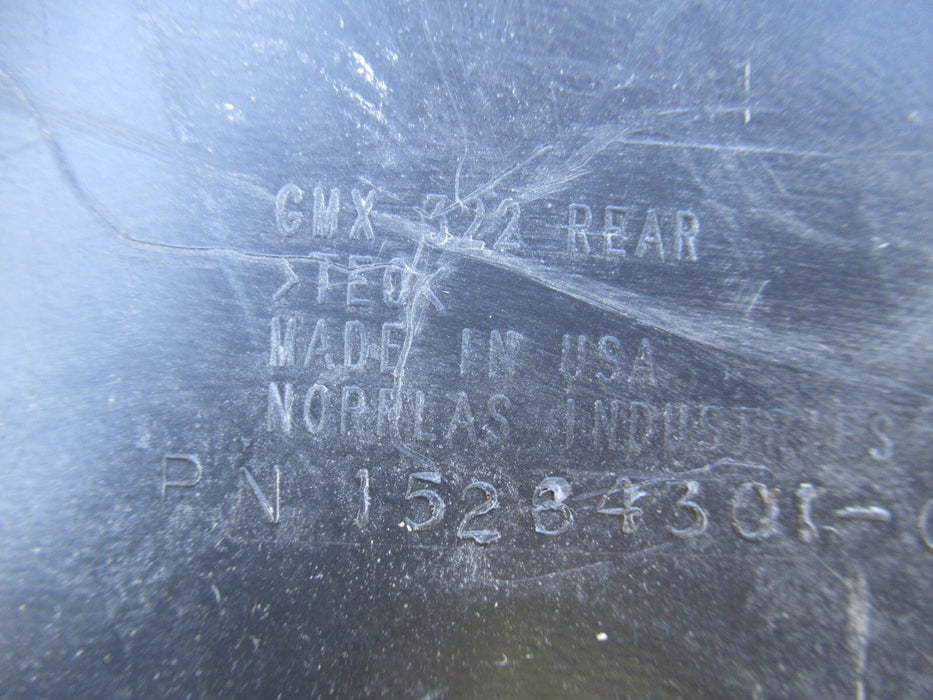 GMX 322 REAR
>TEO<
MADE IN USA
NORPLAS INDUSTRIES
PN 15284301-